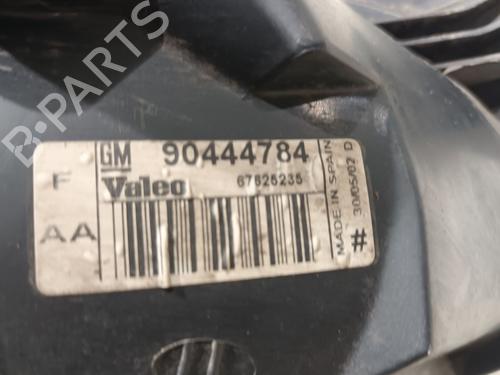 B-PARTS
GM 90444784
F Valeo 67625235
AA
MADE IN SPAIN
# 30/05/02 D